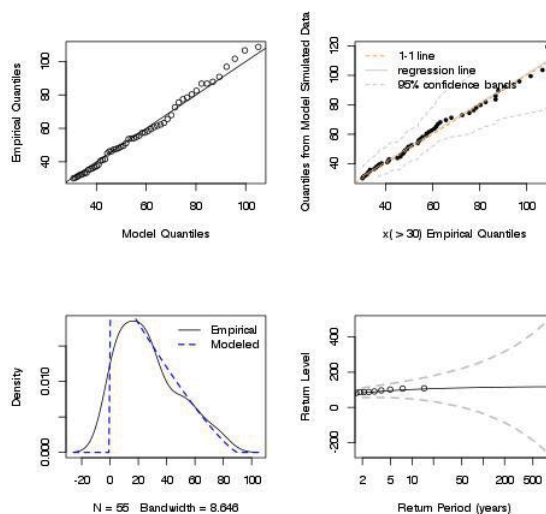 Empirical Quantiles
100
80
60
40
40 60 80 100
Model Quantiles
Quantiles from Model Simulated Data
120
100
80
60
40
1-1 line
regression line
95% confidence bands
40 60 80 100
x( > 30) Empirical Quantiles
Density
0.010
0.000
Empirical
Modeled
-20 0 20 40 60 80 100
N = 55 Bandwidth = 8.646
Return Level
400
200
0
-200
2 5 10 50 200 500
Return Period (years)